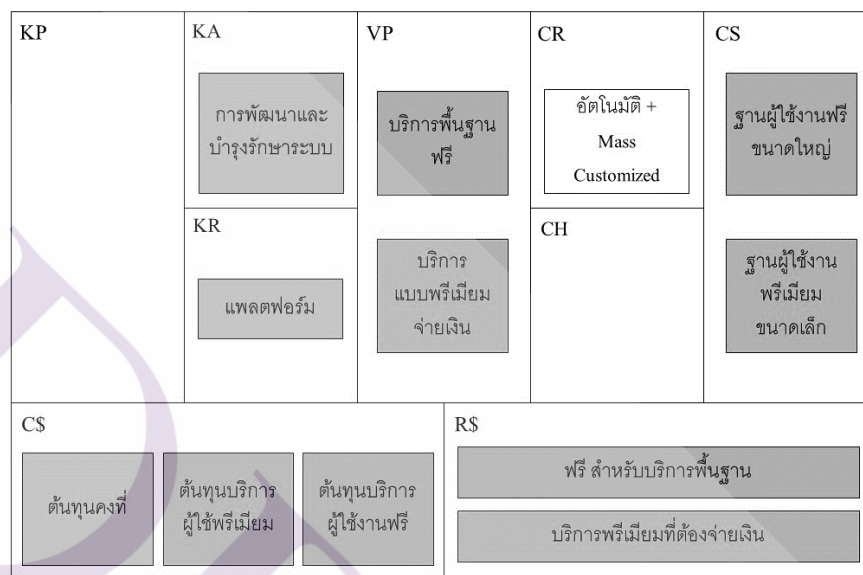 KP
KA
การพัฒนาและ
บำรุงรักษาระบบ
KR
แพลตฟอร์ม
VP
บริการพื้นฐาน
ฟรี
บริการ
แบบพรีเมียม
จ่ายเงิน
CR
อัตโนมัติ +
Mass
Customized
CH
CS
ฐานผู้ใช้งานฟรี
ขนาดใหญ่
ฐานผู้ใช้งาน
พรีเมียม
ขนาดเล็ก
C$
ต้นทุนคงที่
ต้นทุนบริการ
ผู้ใช้พรีเมียม
ต้นทุนบริการ
ผู้ใช้งานฟรี
R$
ฟรี สำหรับบริการพื้นฐาน
บริการพรีเมียมที่ต้องจ่ายเงิน